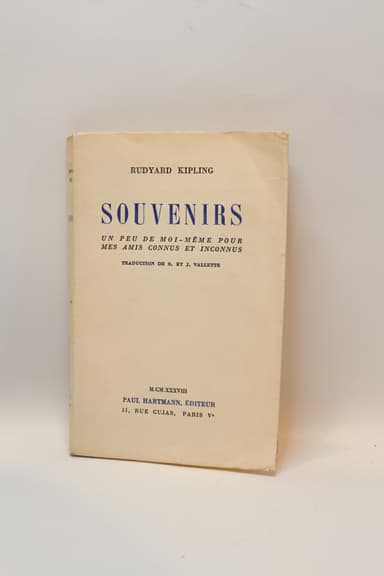 RUDYARD KIPLING
SOUVENIRS
UN PEU DE MOI-MÊME POUR
MES AMIS CONNUS ET INCONNUS
TRADUCTION DE S. ET J. VALLETTE
M.CM.XXXVIII
PAUL HARTMANN, ÉDITEUR
11, RUE CUJAS, PARIS Vᵉ